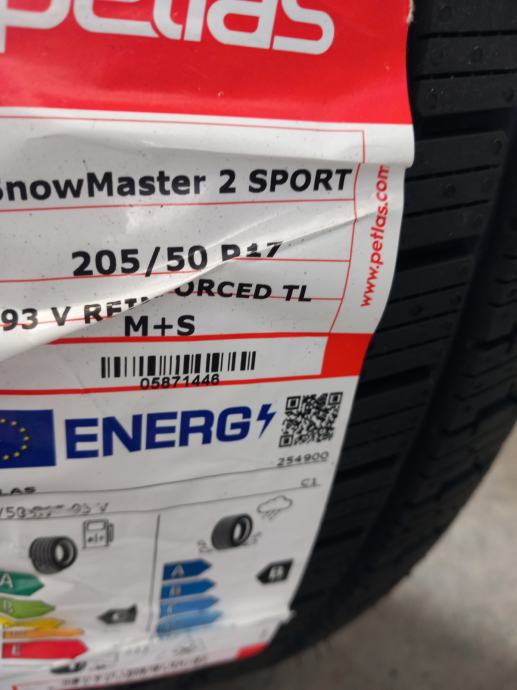 petlas
SnowMaster 2 SPORT
205/50 R17
93 V REINFORCED TL
M+S
www.petlas.com
05871446
ENERG
254900
C1
A
B
E
A
B